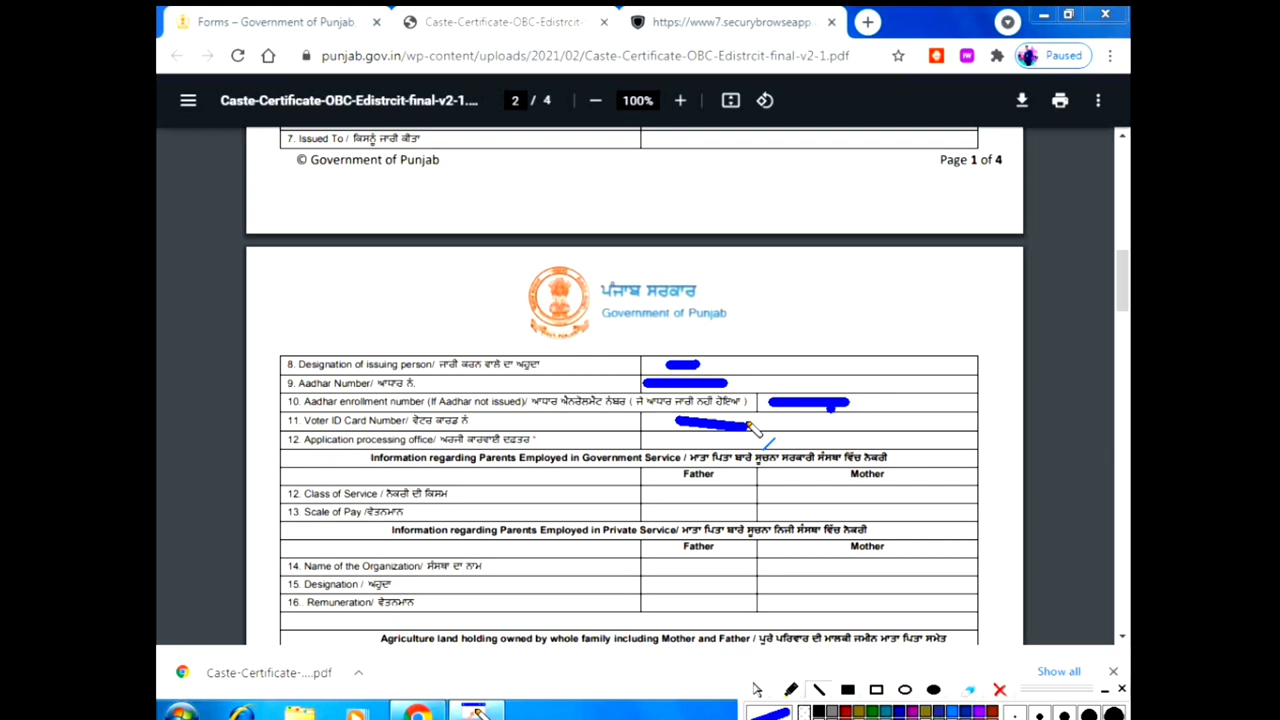 Forms – Government of Punjab
Caste-Certificate-OBC-Edistrcit-
https://www7.securybrowseapp.
punjab.gov.in/wp-content/uploads/2021/02/Caste-Certificate-OBC-Edistrcit-final-v2-1.pdf
Paused
Caste-Certificate-OBC-Edistrcit-final-v2-1....
2 / 4
100%
7. Issued To / ਕਿਸਨੂੰ ਜਾਰੀ ਕੀਤਾ
© Government of Punjab
Page 1 of 4
ਪੰਜਾਬ ਸਰਕਾਰ
Government of Punjab
8. Designation of issuing person/ ਜਾਰੀ ਕਰਨ ਵਾਲੇ ਦਾ ਅਹੁਦਾ
9. Aadhar Number/ ਆਧਾਰ ਨੰ.
10. Aadhar enrollment number (If Aadhar not issued)/ ਆਧਾਰ ਐਨਰੋਲਮੈਂਟ ਨੰਬਰ ( ਜੇ ਆਧਾਰ ਜਾਰੀ ਨਹੀ ਹੋਇਆ )
11. Voter ID Card Number/ ਵੋਟਰ ਕਾਰਡ ਨੰ
12. Application processing office/ ਅਰਜੀ ਕਾਰਵਾਈ ਦਫ਼ਤਰ *
Information regarding Parents Employed in Government Service / ਮਾਤਾ ਪਿਤਾ ਬਾਰੇ ਸੂਚਨਾ ਸਰਕਾਰੀ ਸੰਸਥਾ ਵਿੱਚ ਨੋਕਰੀ
Father Mother
12. Class of Service / ਨੋਕਰੀ ਦੀ ਕਿਸਮ
13. Scale of Pay /ਵੇਤਨਮਾਨ
Information regarding Parents Employed in Private Service/ ਮਾਤਾ ਪਿਤਾ ਬਾਰੇ ਸੂਚਨਾ ਨਿਜੀ ਸੰਸਥਾ ਵਿੱਚ ਨੋਕਰੀ
Father Mother
14. Name of the Organization/ ਸੰਸਥਾ ਦਾ ਨਾਮ
15. Designation / ਅਹੁਦਾ
16.. Remuneration/ ਵੇਤਨਮਾਨ
Agriculture land holding owned by whole family including Mother and Father / ਪੂਰੇ ਪਰਿਵਾਰ ਦੀ ਮਾਲਕੀ ਜਮੀਨ ਮਾਤਾ ਪਿਤਾ ਸਮੇਤ
Caste-Certificate-....pdf
Show all